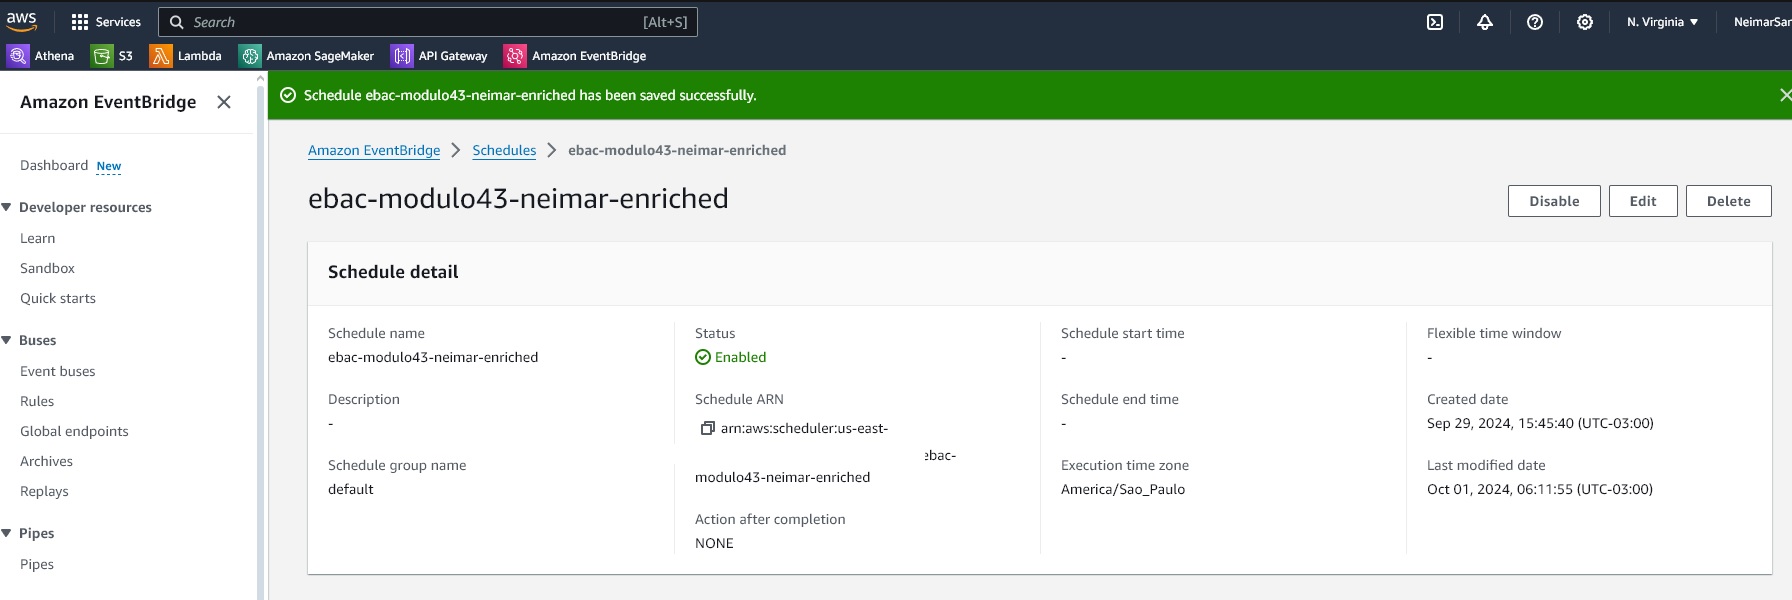 aws Services Search [Alt+S] N. Virginia NeimarSar
Athena S3 Lambda Amazon SageMaker API Gateway Amazon EventBridge
Amazon EventBridge
Dashboard New
Developer resources
Learn
Sandbox
Quick starts
Buses
Event buses
Rules
Global endpoints
Archives
Replays
Pipes
Pipes
Schedule ebac-modulo43-neimar-enriched has been saved successfully.
Amazon EventBridge > Schedules > ebac-modulo43-neimar-enriched
ebac-modulo43-neimar-enriched
Disable Edit Delete
Schedule detail
Schedule name
ebac-modulo43-neimar-enriched
Description
-
Schedule group name
default
Status
Enabled
Schedule ARN
arn:aws:scheduler:us-east-
ebac-
modulo43-neimar-enriched
Action after completion
NONE
Schedule start time
-
Schedule end time
-
Execution time zone
America/Sao_Paulo
Flexible time window
-
Created date
Sep 29, 2024, 15:45:40 (UTC-03:00)
Last modified date
Oct 01, 2024, 06:11:55 (UTC-03:00)